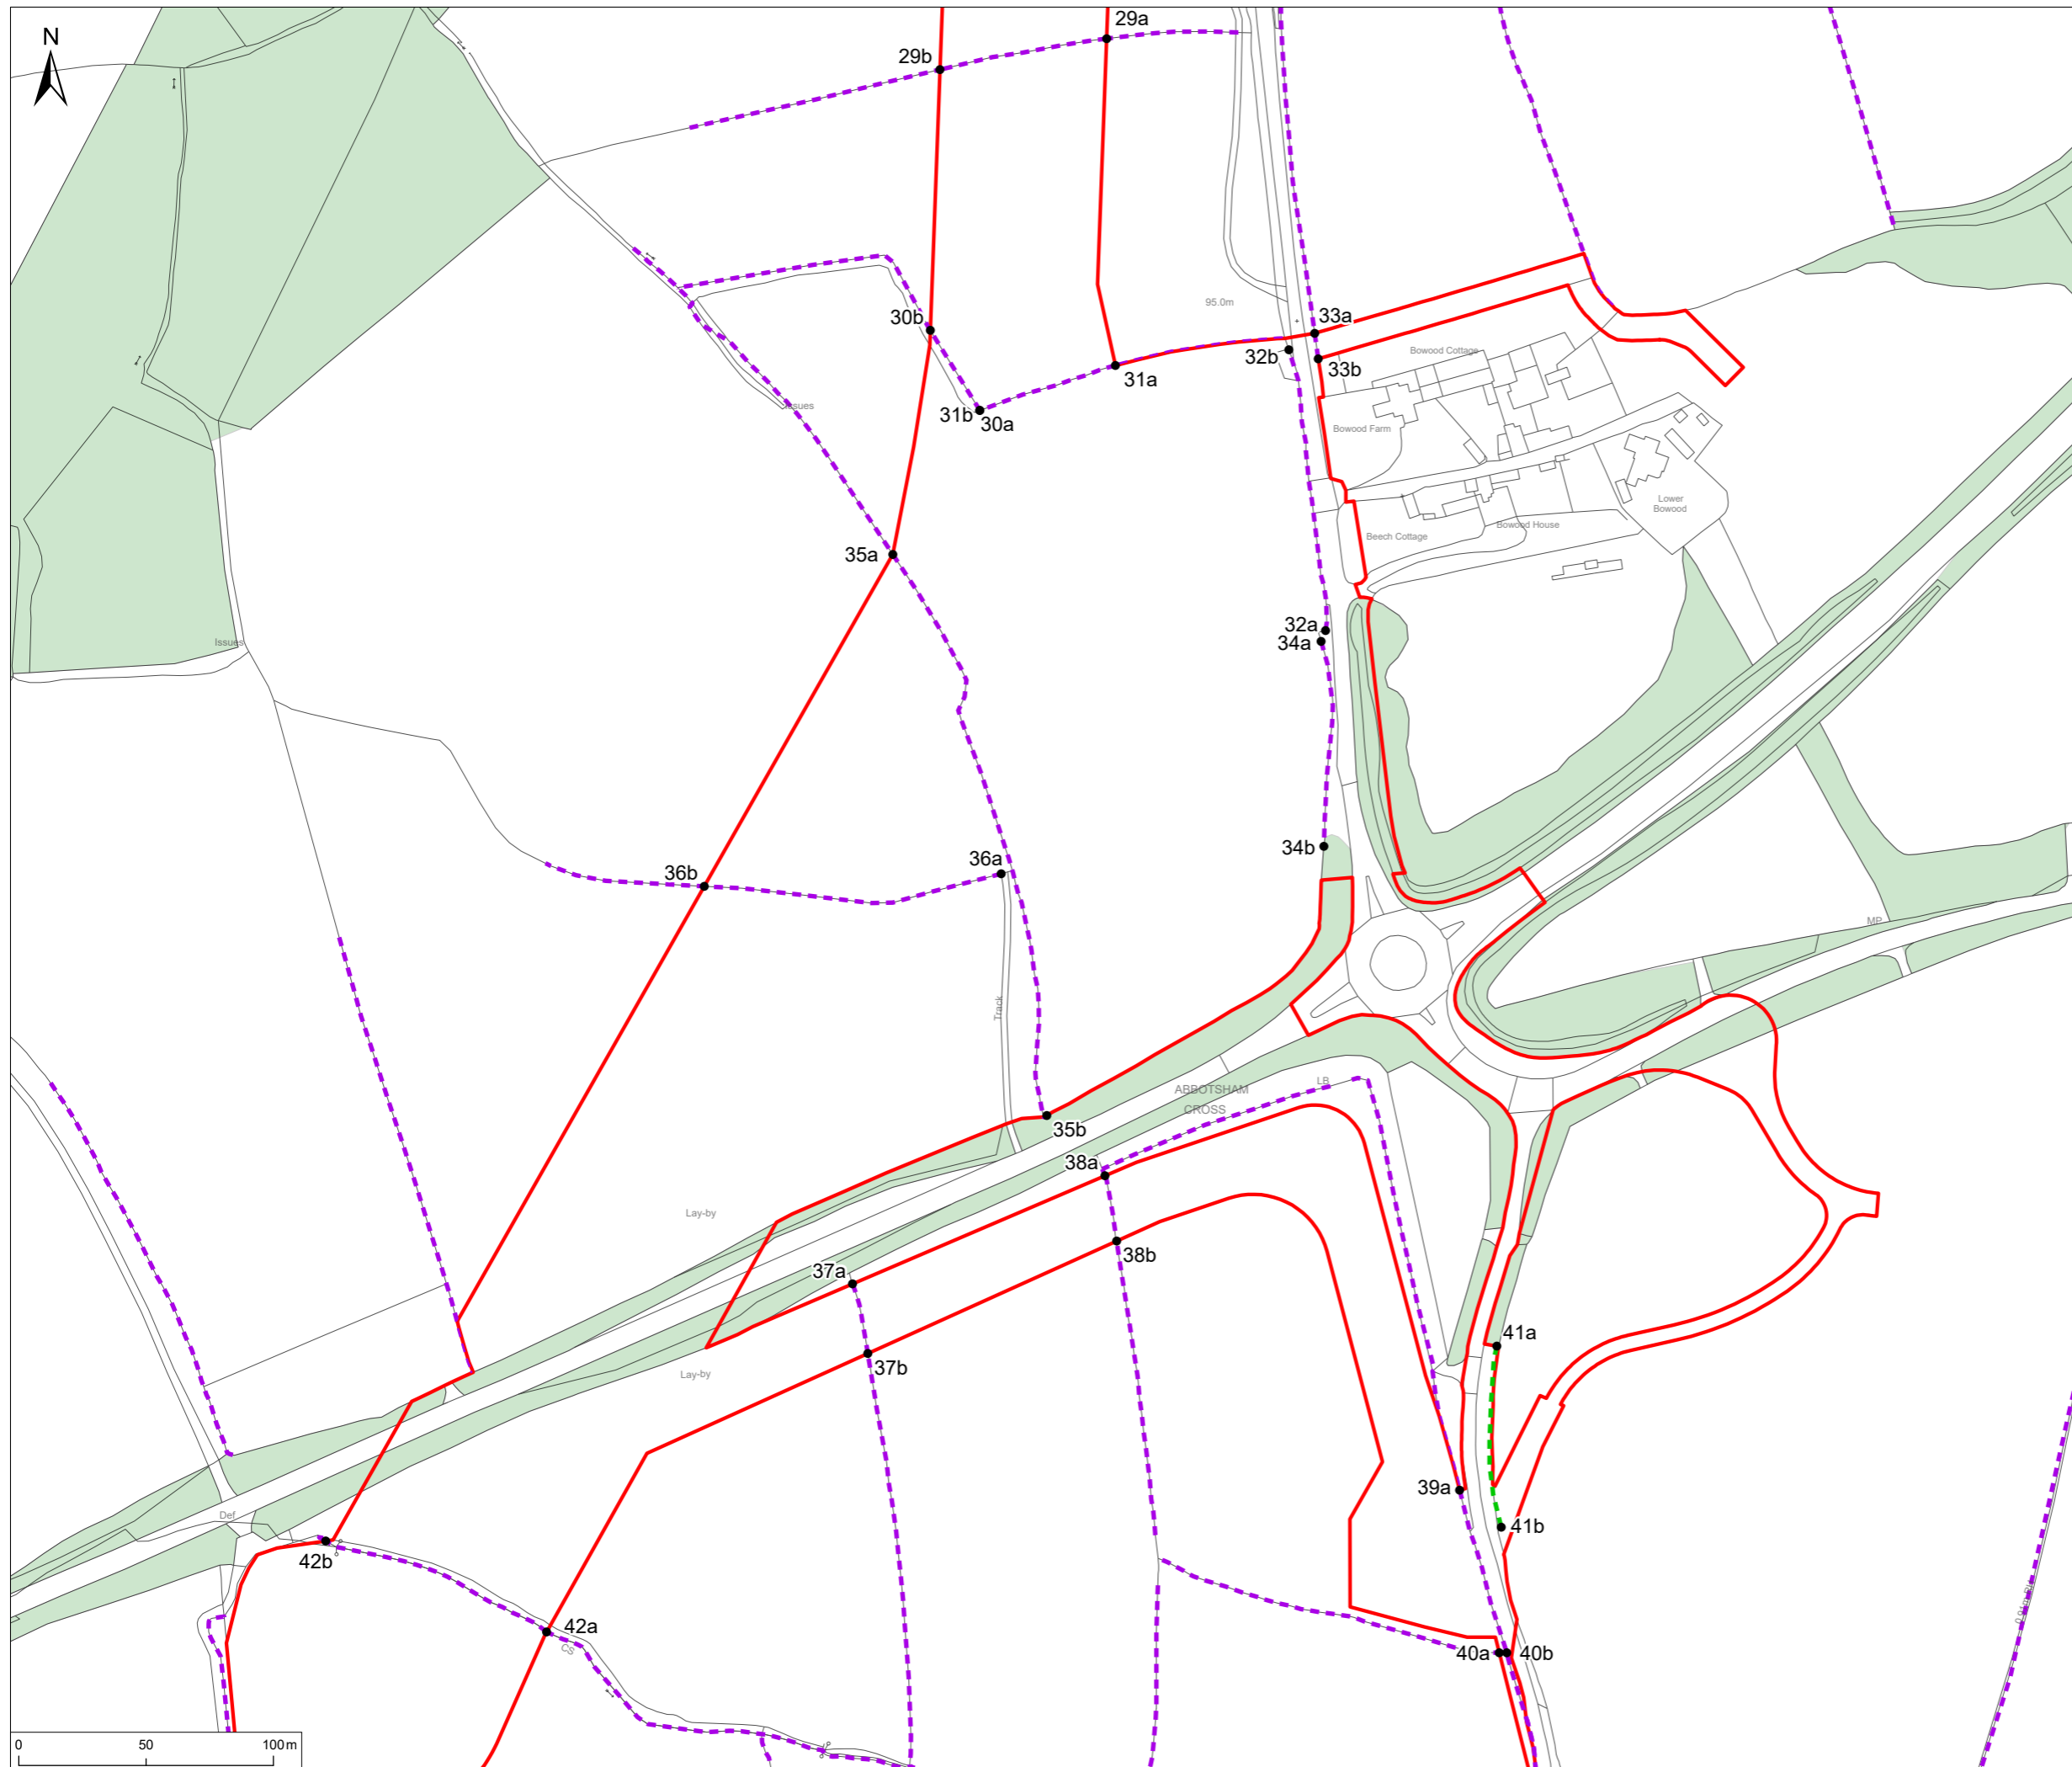 29a
N
29b
95.0m
33a
30b
32b
Bowood Cottage
33b
31a
Issues
31b
30a
Bowood Farm
Lower
Bowood
Bowood House
Beech Cottage
35a
32a
34a
Issues
34b
36a
36b
MP
Track
LB
ABBOTSHAM
CROSS
35b
38a
Lay-by
38b
37a
41a
37b
Lay-by
39a
Def
41b
42b
42a
CS
40a
40b
0 50 100m